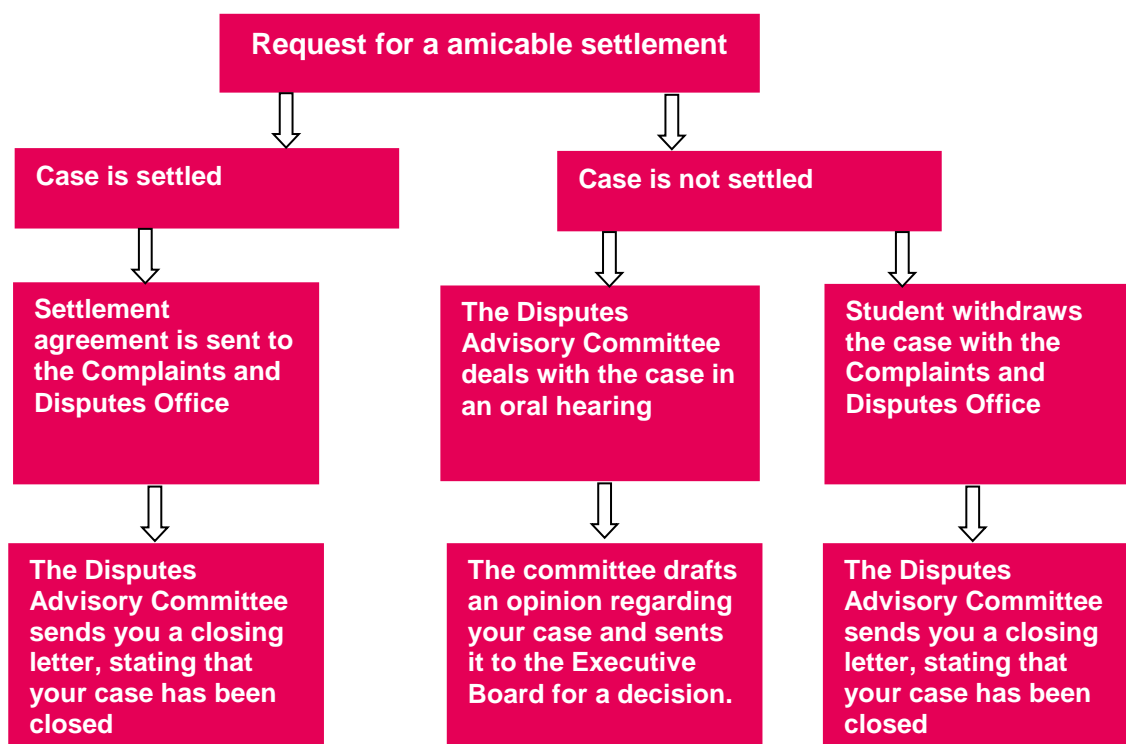 Request for a amicable settlement
Case is settled
Case is not settled
Settlement
agreement is sent to
the Complaints and
Disputes Office
The Disputes
Advisory Committee
deals with the case in
an oral hearing
Student withdraws
the case with the
Complaints and
Disputes Office
The Disputes
Advisory Committee
sends you a closing
letter, stating that
your case has been
closed
The committee drafts
an opinion regarding
your case and sents
it to the Executive
Board for a decision.
The Disputes
Advisory Committee
sends you a closing
letter, stating that
your case has been
closed